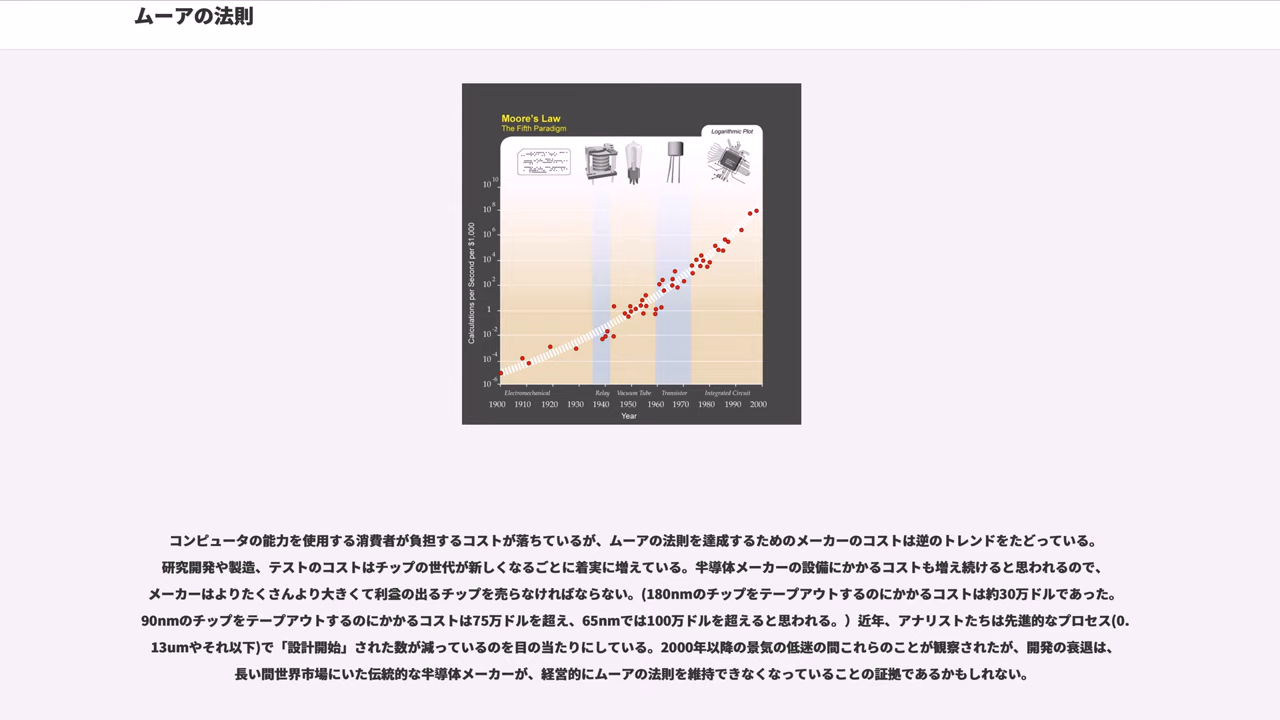 ムーアの法則
Moore's Law
The Fifth Paradigm
Logarithmic Plot
10^10
10^8
10^6
10^4
10^2
1
10^-2
10^-4
10^-6
Calculations per Second per $1,000
Electromechanical Relay Vacuum Tube Transistor Integrated Circuit
1900 1910 1920 1930 1940 1950 1960 1970 1980 1990 2000
Year
コンピュータの能力を使用する消費者が負担するコストが落ちているが、ムーアの法則を達成するためのメーカーのコストは逆のトレンドをたどっている。
研究開発や製造、テストのコストはチップの世代が新しくなるごとに着実に増えている。半導体メーカーの設備にかかるコストも増え続けると思われるので、
メーカーはよりたくさんより大きくて利益の出るチップを売らなければならない。(180nmのチップをテープアウトするのにかかるコストは約30万ドルであった。
90nmのチップをテープアウトするのにかかるコストは75万ドルを超え、65nmでは100万ドルを超えると思われる。）近年、アナリストたちは先進的なプロセス(0.
13umやそれ以下)で「設計開始」された数が減っているのを目の当たりにしている。2000年以降の景気の低迷の間これらのことが観察されたが、開発の衰退は、
長い間世界市場にいた伝統的な半導体メーカーが、経営的にムーアの法則を維持できなくなっていることの証拠であるかもしれない。